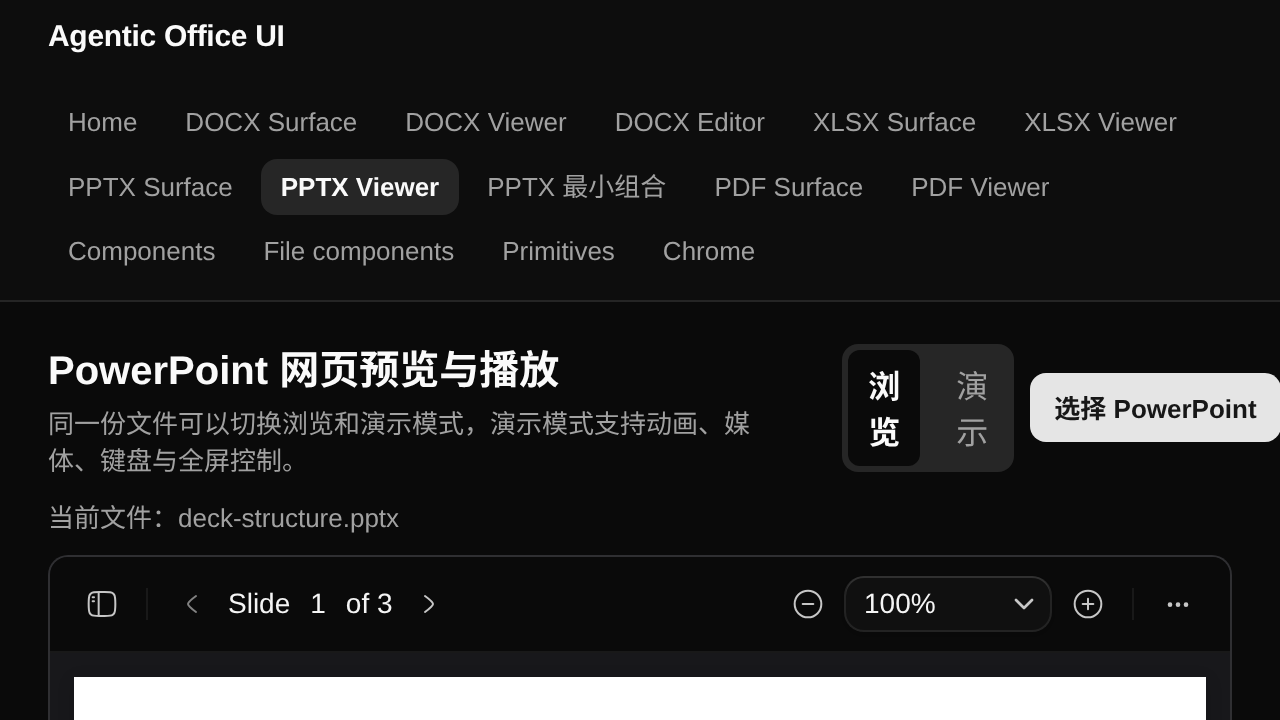 Agentic Office UI
Home DOCX Surface DOCX Viewer DOCX Editor XLSX Surface XLSX Viewer
PPTX Surface PPTX Viewer PPTX 最小组合 PDF Surface PDF Viewer
Components File components Primitives Chrome
PowerPoint 网页预览与播放
同一份文件可以切换浏览和演示模式，演示模式支持动画、媒
体、键盘与全屏控制。
当前文件：deck-structure.pptx
浏
览
演
示
选择 PowerPoint
Slide 1 of 3
100%